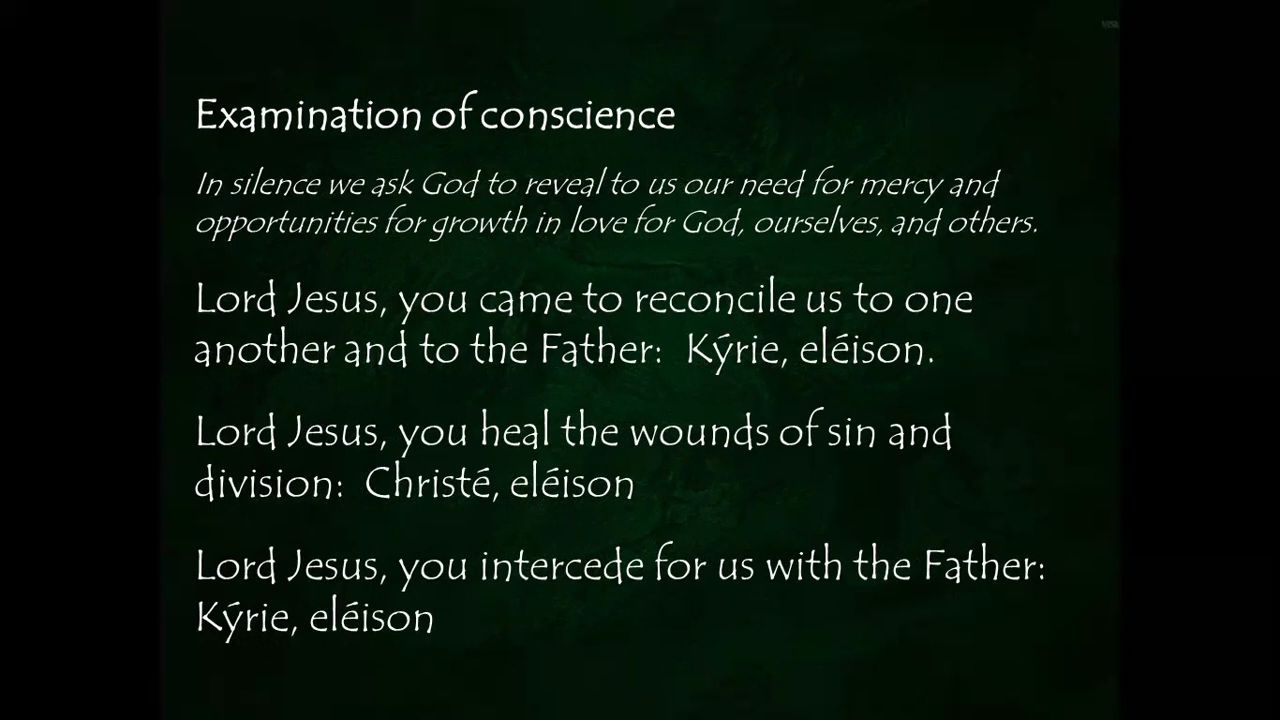 Examination of conscience
In silence we ask God to reveal to us our need for mercy and
opportunities for growth in love for God, ourselves, and others.
Lord Jesus, you came to reconcile us to one
another and to the Father:  Kýrie, eléison.
Lord Jesus, you heal the wounds of sin and
division:  Christé, eléison
Lord Jesus, you intercede for us with the Father:
Kýrie, eléison